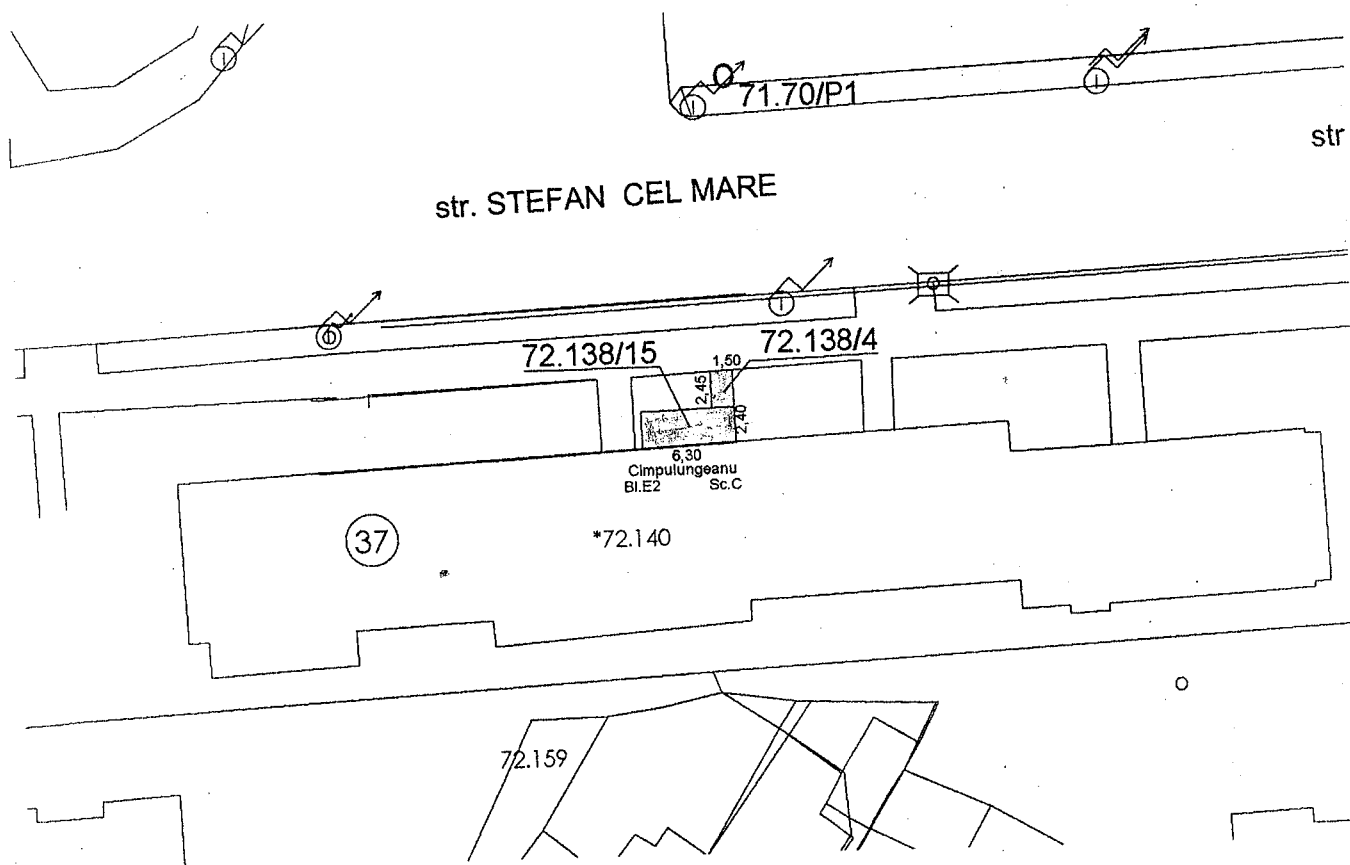 71.70/P1
str
str. STEFAN CEL MARE
72.138/15
72.138/4
1,50
2,45
2,40
6,30
Cimpulungeanu
Bl.E2 Sc.C
37
*72.140
72.159